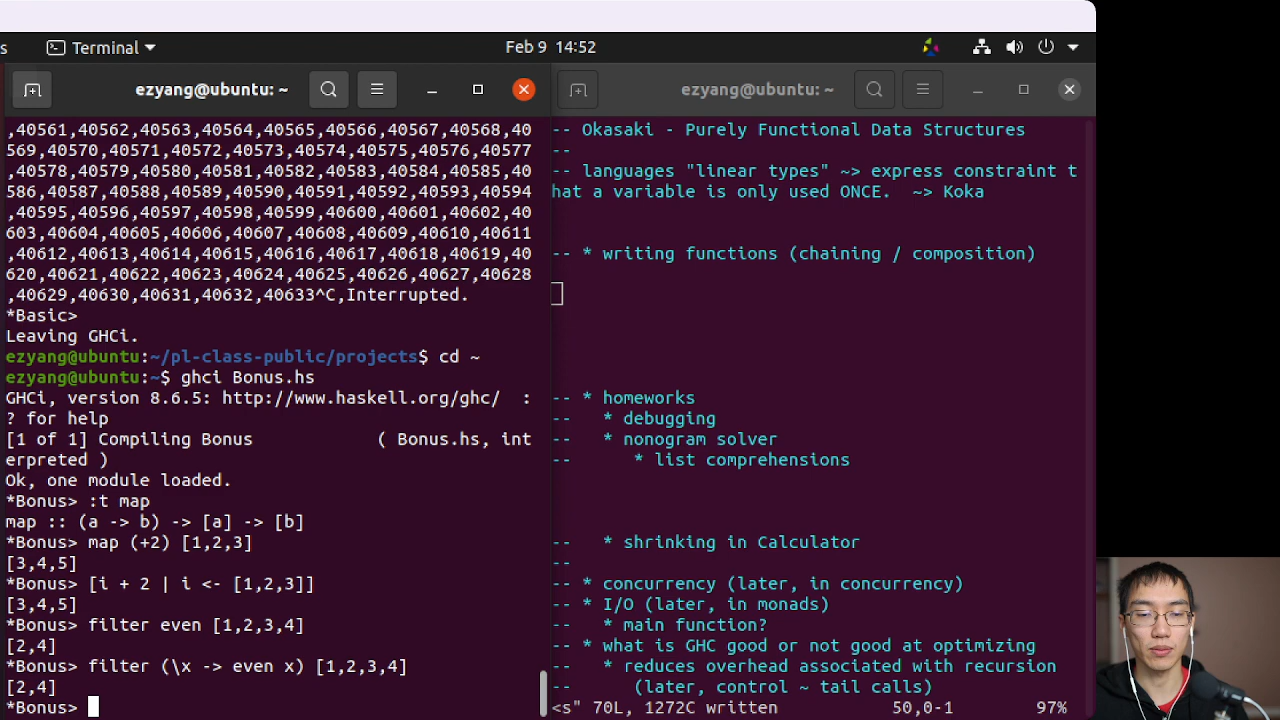 s Terminal Feb 9 14:52
ezyang@ubuntu: ~
,40561,40562,40563,40564,40565,40566,40567,40568,40
569,40570,40571,40572,40573,40574,40575,40576,40577
,40578,40579,40580,40581,40582,40583,40584,40585,40
586,40587,40588,40589,40590,40591,40592,40593,40594
,40595,40596,40597,40598,40599,40600,40601,40602,40
603,40604,40605,40606,40607,40608,40609,40610,40611
,40612,40613,40614,40615,40616,40617,40618,40619,40
620,40621,40622,40623,40624,40625,40626,40627,40628
,40629,40630,40631,40632,40633^C,Interrupted.
*Basic>
Leaving GHCi.
ezyang@ubuntu:~/pl-class-public/projects$ cd ~
ezyang@ubuntu:~$ ghci Bonus.hs
GHCi, version 8.6.5: http://www.haskell.org/ghc/  :
? for help
[1 of 1] Compiling Bonus            ( Bonus.hs, int
erpreted )
Ok, one module loaded.
*Bonus> :t map
map :: (a -> b) -> [a] -> [b]
*Bonus> map (+2) [1,2,3]
[3,4,5]
*Bonus> [i + 2 | i <- [1,2,3]]
[3,4,5]
*Bonus> filter even [1,2,3,4]
[2,4]
*Bonus> filter (\x -> even x) [1,2,3,4]
[2,4]
*Bonus>
ezyang@ubuntu: ~
-- Okasaki - Purely Functional Data Structures
--
-- languages "linear types" ~> express constraint t
hat a variable is only used ONCE.  ~> Koka
-- * writing functions (chaining / composition)
-- * homeworks
--   * debugging
--   * nonogram solver
--      * list comprehensions
--   * shrinking in Calculator
--
-- * concurrency (later, in concurrency)
-- * I/O (later, in monads)
--   * main function?
-- * what is GHC good or not good at optimizing
--   * reduces overhead associated with recursion
--      (later, control ~ tail calls)
<s" 70L, 1272C written 50,0-1 97%